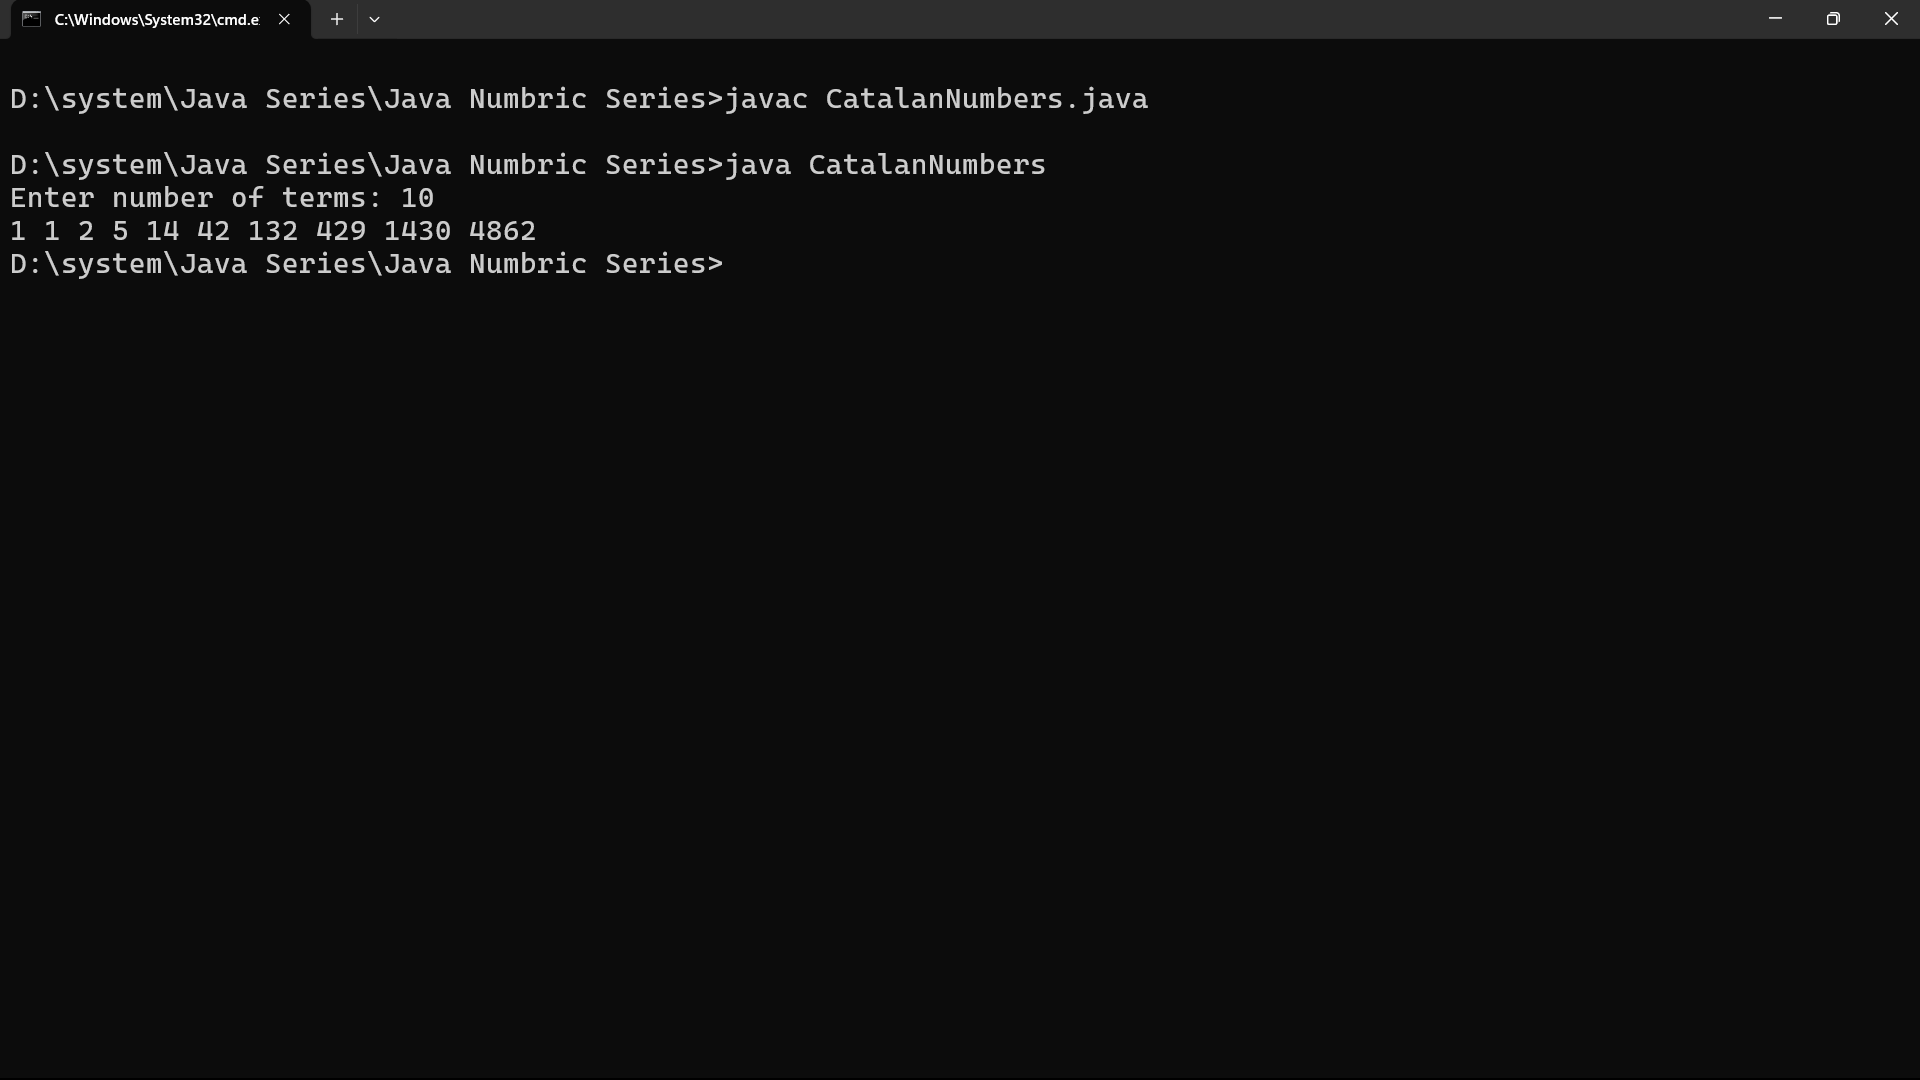 C:\Windows\System32\cmd.e
D:\system\Java Series\Java Numbric Series>javac CatalanNumbers.java
D:\system\Java Series\Java Numbric Series>java CatalanNumbers
Enter number of terms: 10
1 1 2 5 14 42 132 429 1430 4862
D:\system\Java Series\Java Numbric Series>